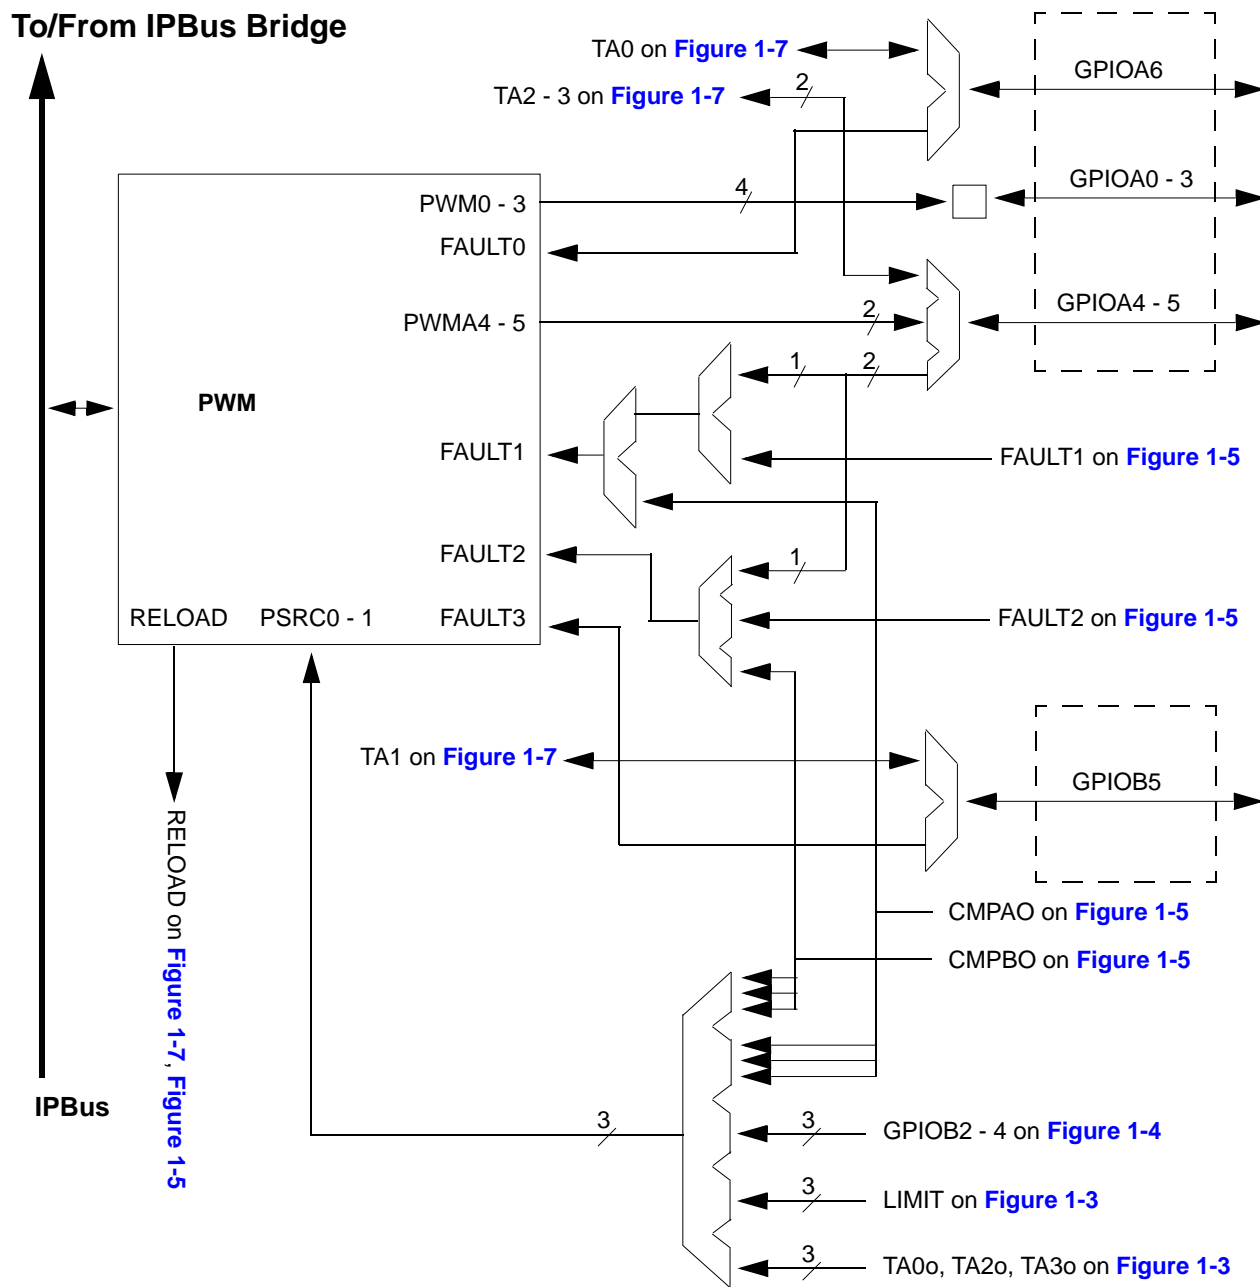 To/From IPBus Bridge
TA0 on Figure 1-7
TA2 - 3 on Figure 1-7
2
GPIOA6
PWM0 - 3
4
GPIOA0 - 3
FAULT0
PWMA4 - 5
2
GPIOA4 - 5
1
2
PWM
FAULT1
FAULT1 on Figure 1-5
FAULT2
1
RELOAD
PSRC0 - 1
FAULT3
FAULT2 on Figure 1-5
TA1 on Figure 1-7
GPIOB5
RELOAD on Figure 1-7, Figure 1-5
CMPAO on Figure 1-5
CMPBO on Figure 1-5
IPBus
3
3
GPIOB2 - 4 on Figure 1-4
3
LIMIT on Figure 1-3
3
TA0o, TA2o, TA3o on Figure 1-3